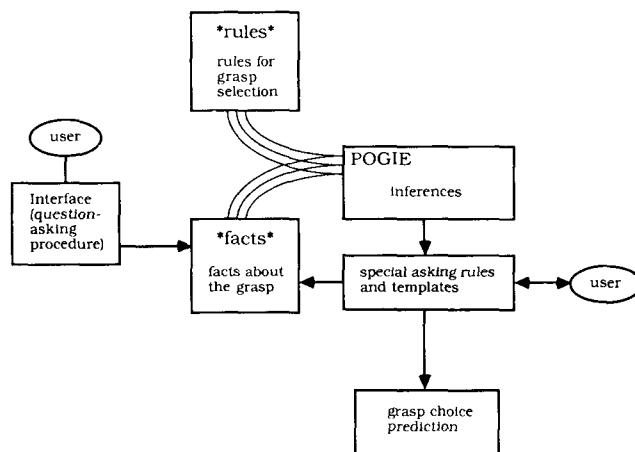 *rules*
rules for
grasp
selection
user
POGIE
inferences
Interface
(question-
asking
procedure)
*facts*
facts about
the grasp
special asking rules
and templates
user
grasp choice
prediction